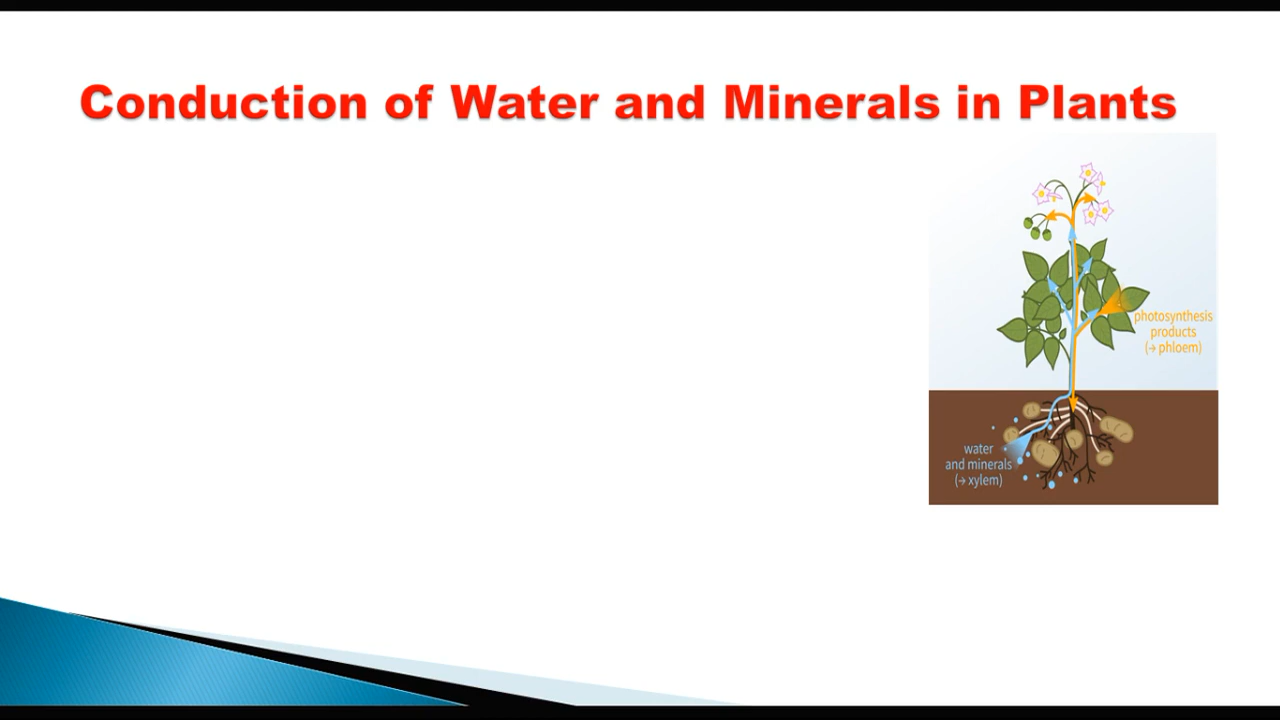 Conduction of Water and Minerals in Plants
photosynthesis
products
(→ phloem)
water
and minerals
(→ xylem)